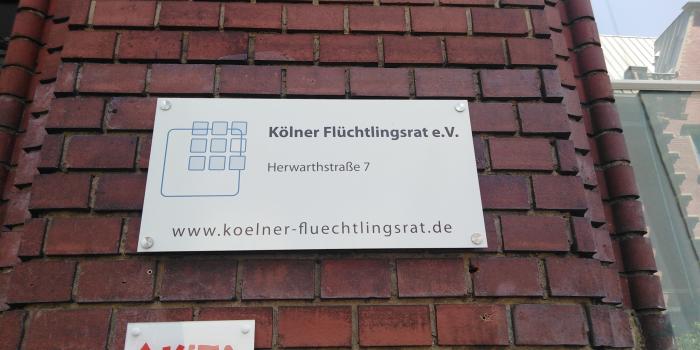 Kölner Flüchtlingsrat e.V.
Herwarthstraße 7
www.koelner-fluechtlingsrat.de